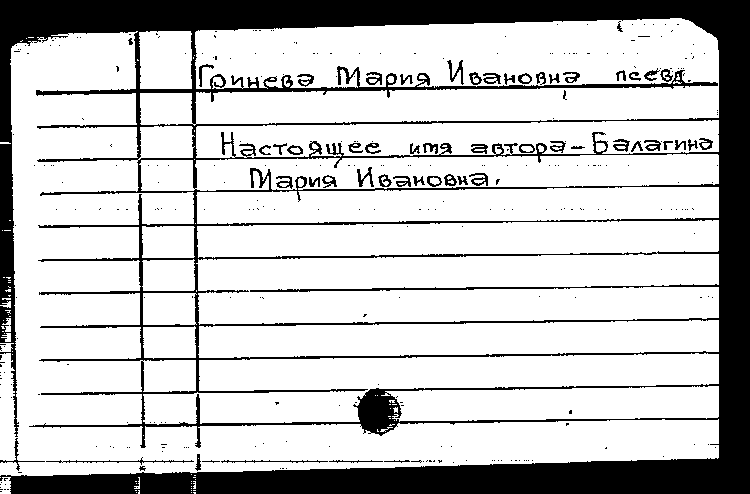 Гринева, Мария Ивановна псевд.
Настоящее имя автора – Балагина
Мария Ивановна.